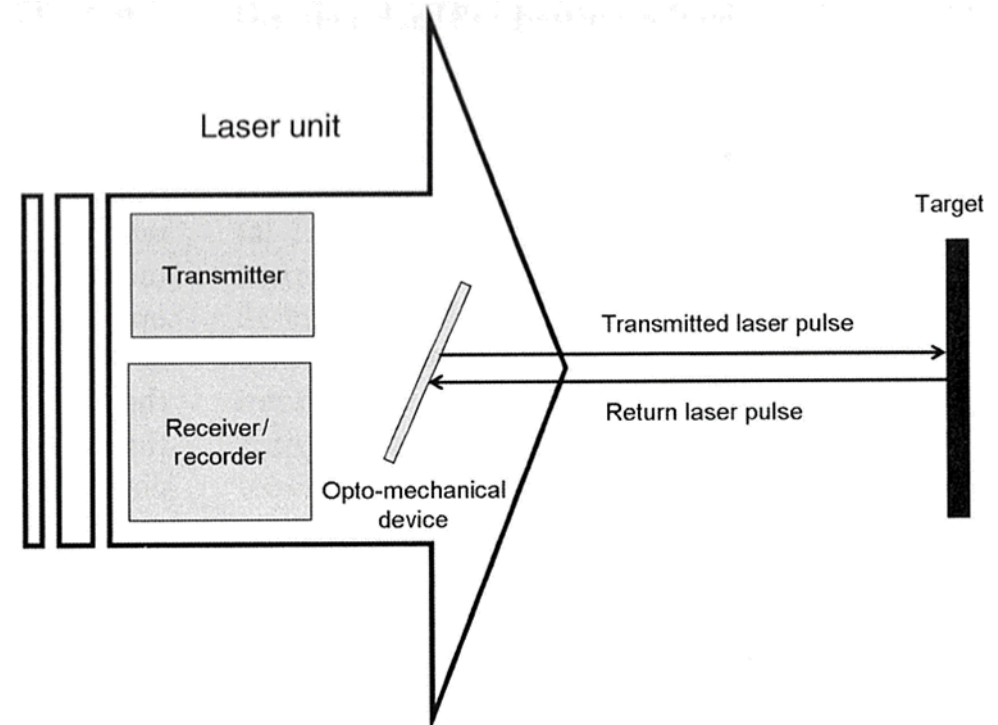 Laser unit
Target
Transmitter
Transmitted laser pulse
Return laser pulse
Receiver/
recorder
Opto-mechanical
device